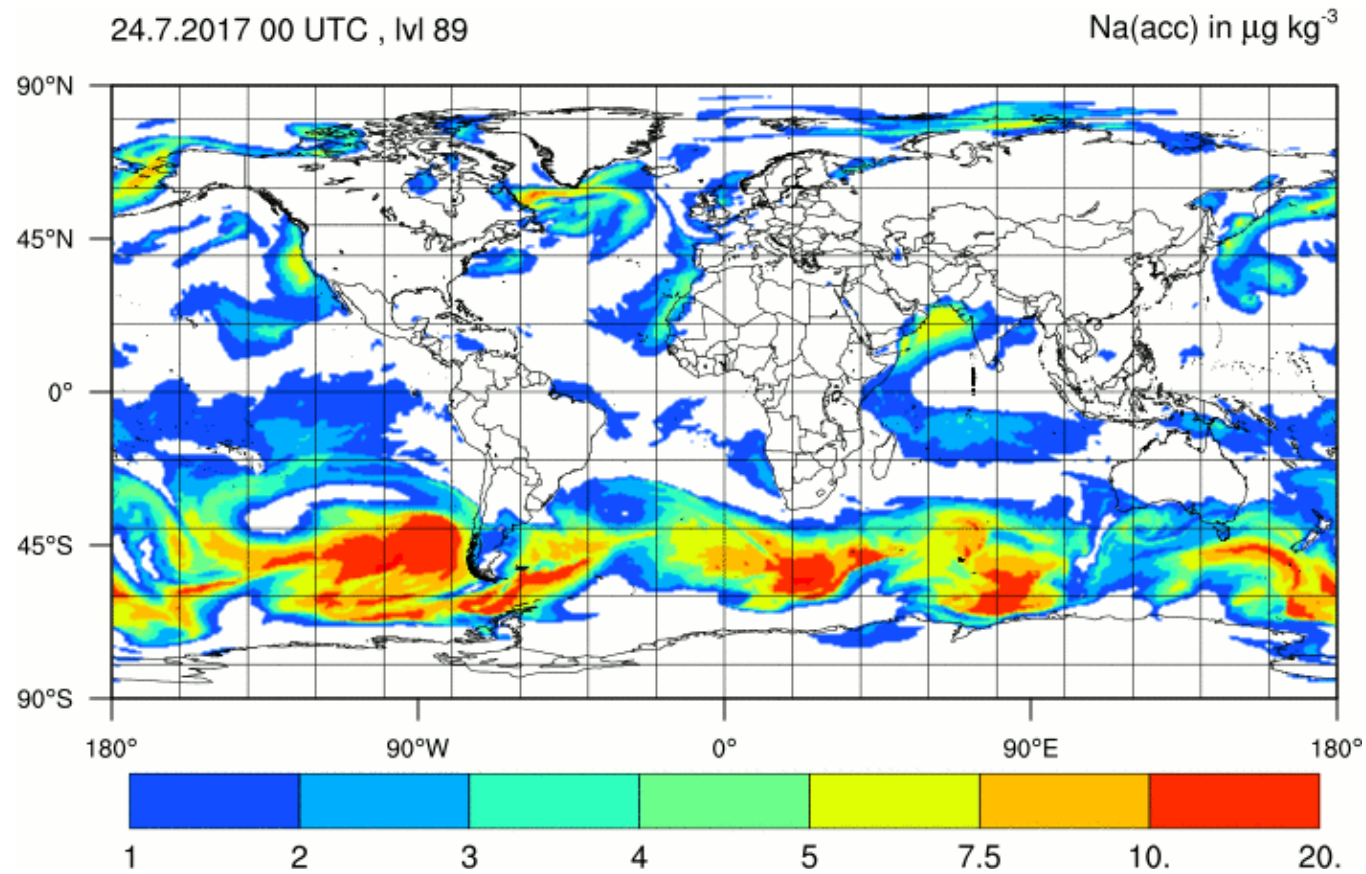 24.7.2017 00 UTC , lvl 89
Na(acc) in μg kg⁻³
90°N
45°N
0°
45°S
90°S
180° 90°W 0° 90°E 180°
1 2 3 4 5 7.5 10. 20.